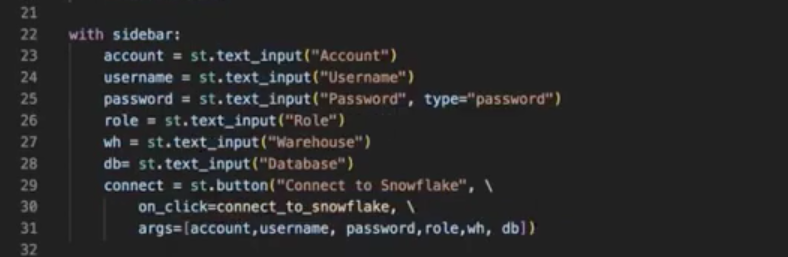 21
22 with sidebar:
23 account = st.text_input("Account")
24 username = st.text_input("Username")
25 password = st.text_input("Password", type="password")
26 role = st.text_input("Role")
27 wh = st.text_input("Warehouse")
28 db= st.text_input("Database")
29 connect = st.button("Connect to Snowflake", \
30 on_click=connect_to_snowflake, \
31 args=[account,username, password,role,wh, db])
32